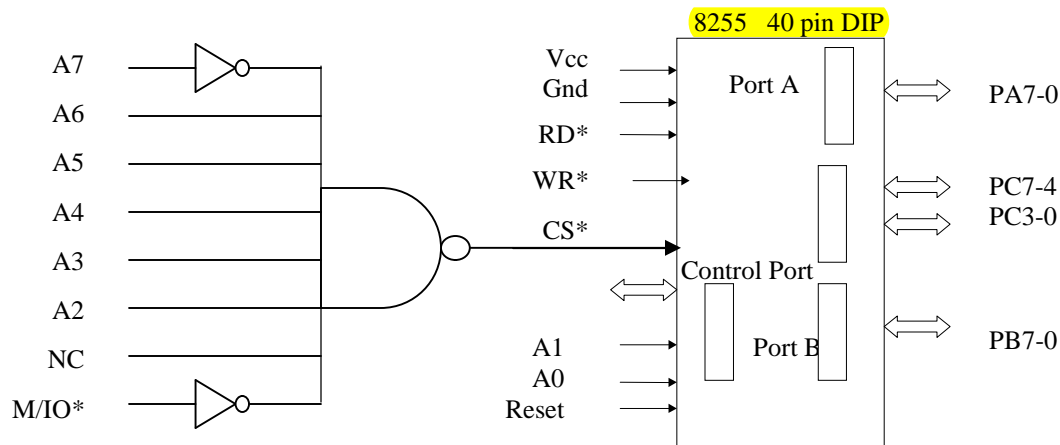 8255 40 pin DIP
A7
A6
A5
A4
A3
A2
NC
M/IO*
Vcc
Gnd
RD*
WR*
CS*
A1
A0
Reset
Port A
Control Port
Port B
PA7-0
PC7-4
PC3-0
PB7-0